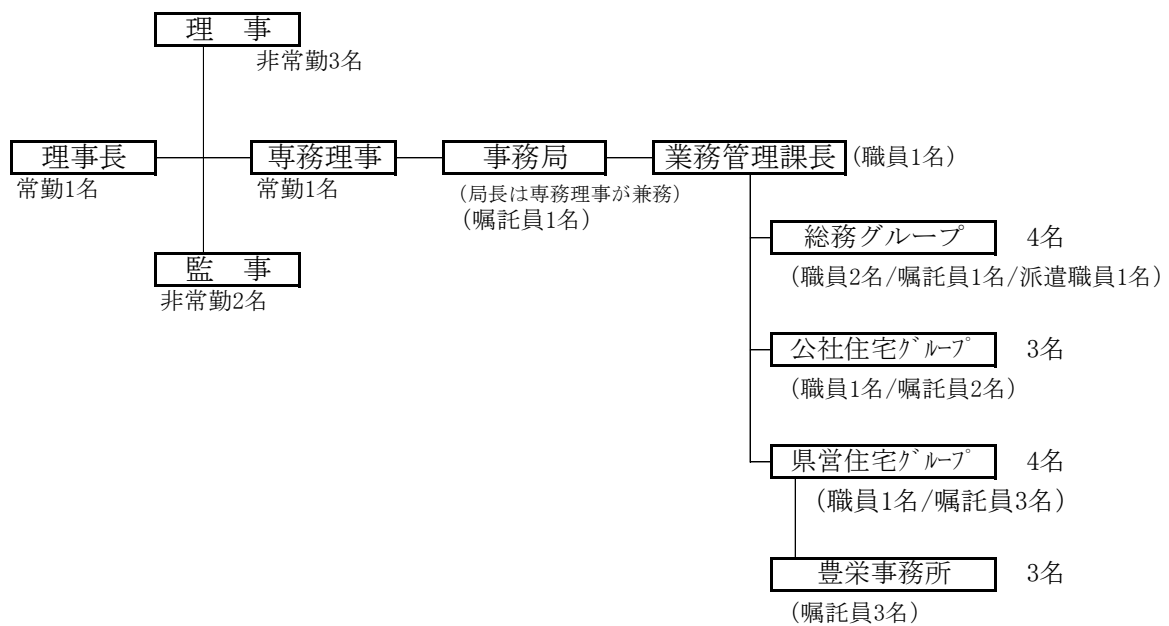 理　事
非常勤3名
理事長
常勤1名
専務理事
常勤1名
事務局
(局長は専務理事が兼務)
(嘱託員1名)
業務管理課長 (職員1名)
監　事
非常勤2名
総務グループ 4名
(職員2名/嘱託員1名/派遣職員1名)
公社住宅ｸﾞﾙｰﾌﾟ 3名
(職員1名/嘱託員2名)
県営住宅ｸﾞﾙｰﾌﾟ 4名
(職員1名/嘱託員3名)
豊栄事務所 3名
(嘱託員3名)